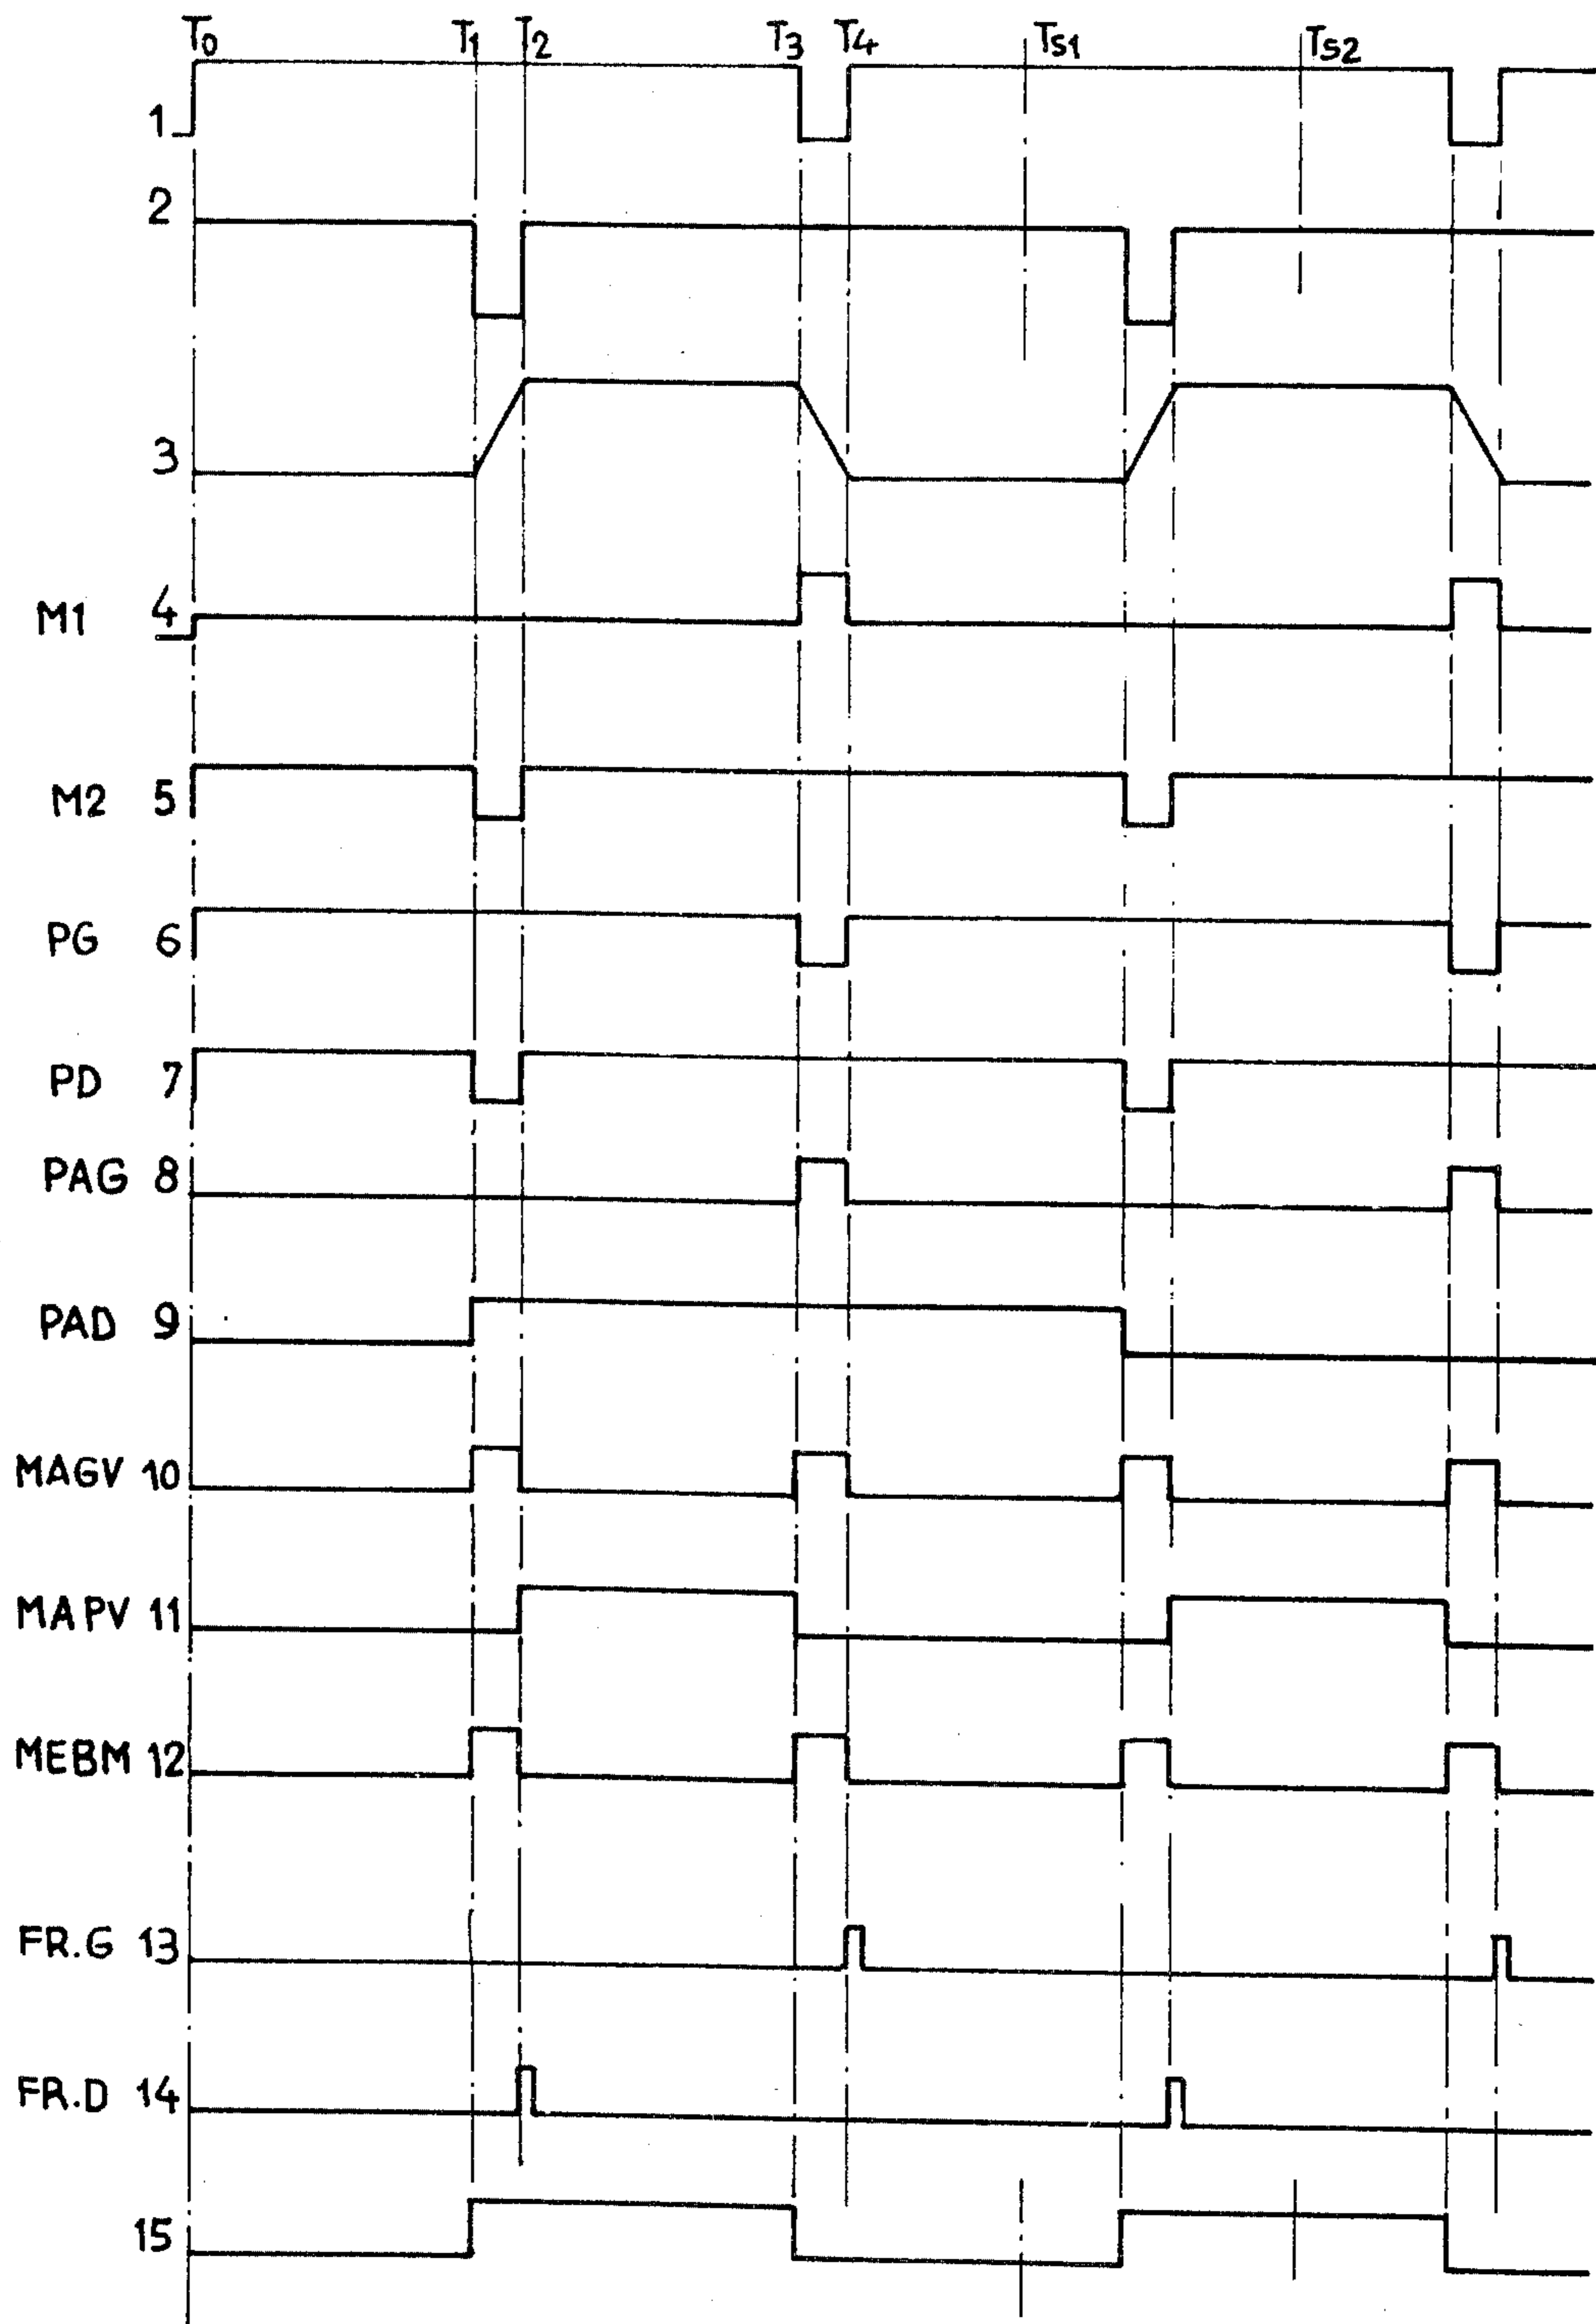 T0 T1 T2 T3 T4 TS1 TS2
1
2
3
M1 4
M2 5
PG 6
PD 7
PAG 8
PAD 9
MAGV 10
MAPV 11
MEBM 12
FR.G 13
FR.D 14
15